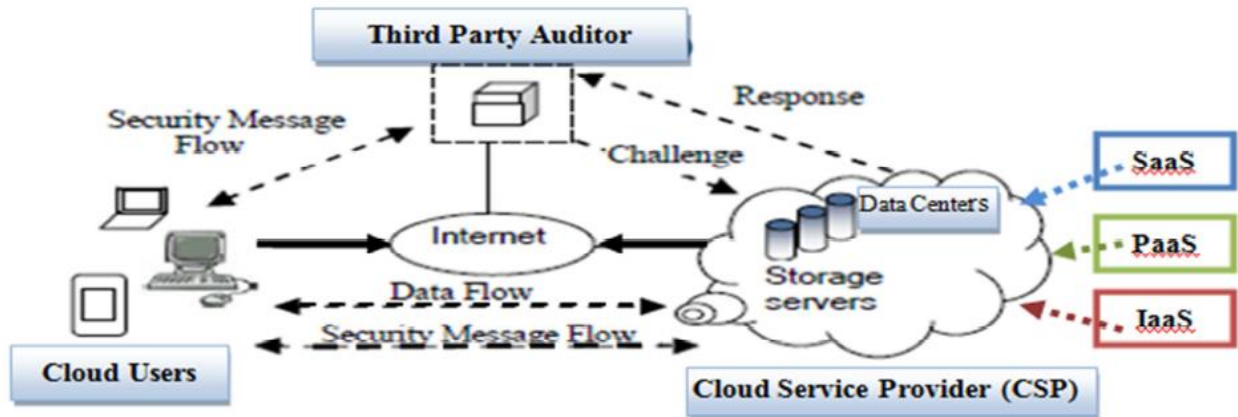 Third Party Auditor
Response
Security Message
Flow
Challenge
SaaS
Data Centers
PaaS
Internet
Storage
servers
Data Flow
IaaS
Security Message Flow
Cloud Users
Cloud Service Provider (CSP)